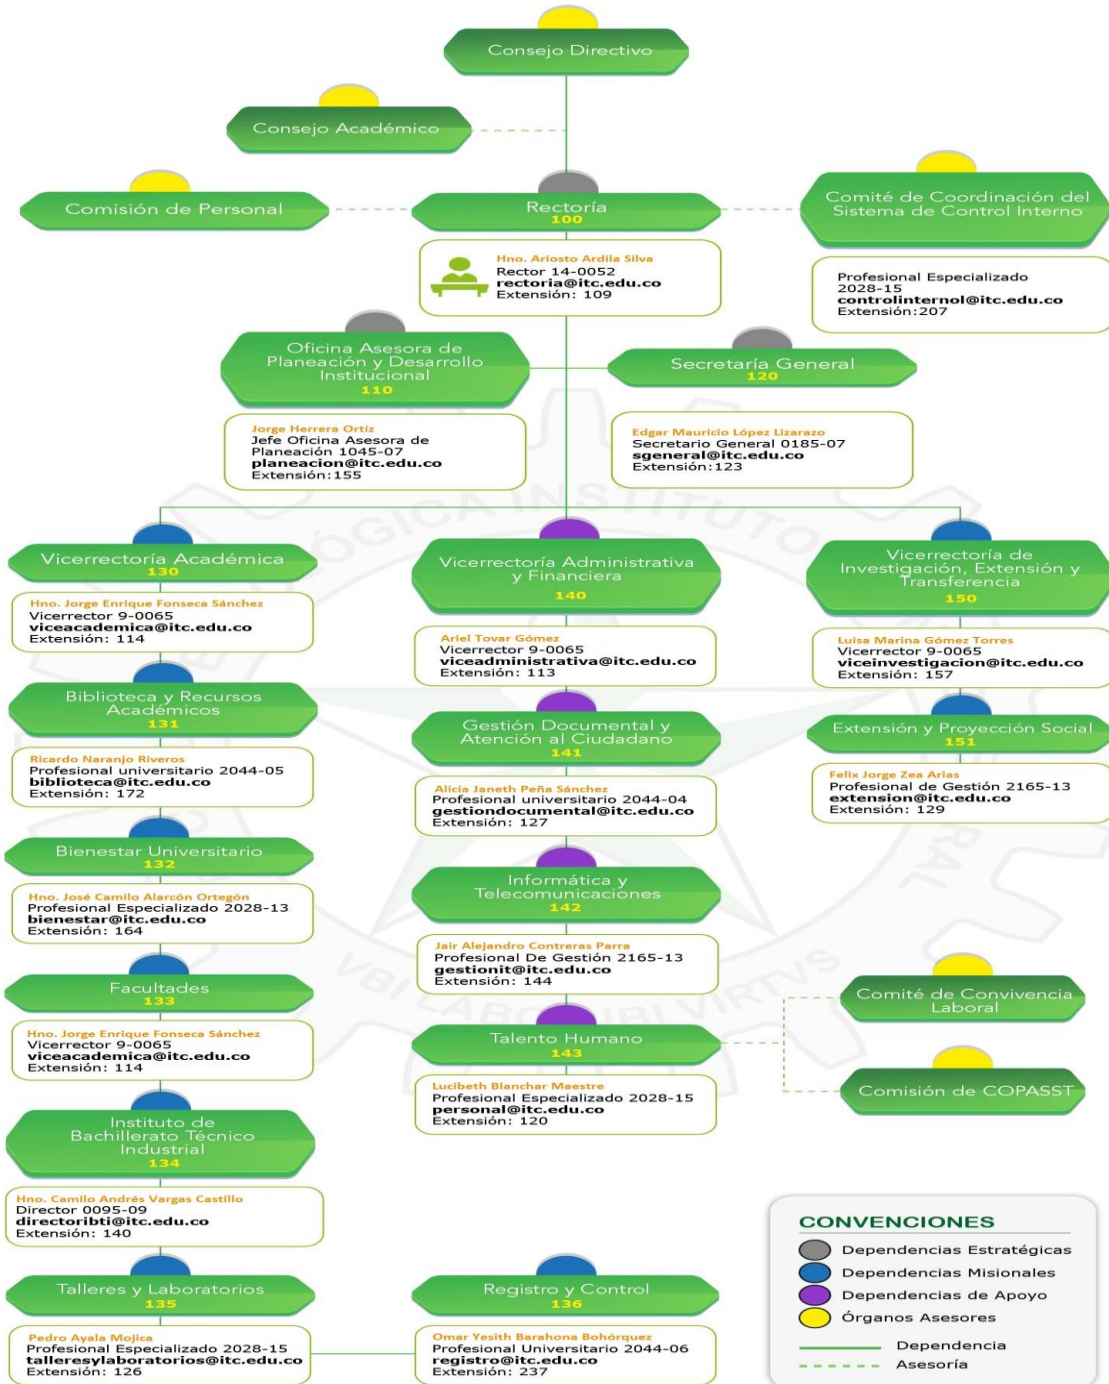 Consejo Directivo
Consejo Académico
Comisión de Personal
Rectoría
100
Comité de Coordinación del
Sistema de Control Interno
Hno. Ariosto Ardila Silva
Rector 14-0052
rectoria@itc.edu.co
Extensión: 109
Profesional Especializado
2028-15
controlinternol@itc.edu.co
Extensión:207
Oficina Asesora de
Planeación y Desarrollo
Institucional
110
Secretaría General
120
Jorge Herrera Ortiz
Jefe Oficina Asesora de
Planeación 1045-07
planeacion@itc.edu.co
Extensión:155
Edgar Mauricio López Lizarazo
Secretario General 0185-07
sgeneral@itc.edu.co
Extensión:123
Vicerrectoría Académica
130
Hno. Jorge Enrique Fonseca Sánchez
Vicerrector 9-0065
viceacademica@itc.edu.co
Extensión: 114
Biblioteca y Recursos
Académicos
131
Ricardo Naranjo Riveros
Profesional universitario 2044-05
biblioteca@itc.edu.co
Extensión: 172
Bienestar Universitario
132
Hno. José Camilo Alarcón Ortegón
Profesional Especializado 2028-13
bienestar@itc.edu.co
Extensión: 164
Facultades
133
Hno. Jorge Enrique Fonseca Sánchez
Vicerrector 9-0065
viceacademica@itc.edu.co
Extensión: 114
Instituto de
Bachillerato Técnico
Industrial
134
Hno. Camilo Andrés Vargas Castillo
Director 0095-09
directoribti@itc.edu.co
Extensión: 140
Talleres y Laboratorios
135
Pedro Ayala Mojica
Profesional Especializado 2028-15
talleresylaboratorios@itc.edu.co
Extensión: 126
Vicerrectoría Administrativa
y Financiera
140
Ariel Tovar Gómez
Vicerrector 9-0065
viceadministrativa@itc.edu.co
Extensión: 113
Gestión Documental y
Atención al Ciudadano
141
Alicia Janeth Peña Sánchez
Profesional universitario 2044-04
gestiondocumental@itc.edu.co
Extensión: 127
Informática y
Telecomunicaciones
142
Jair Alejandro Contreras Parra
Profesional De Gestión 2165-13
gestionit@itc.edu.co
Extensión: 144
Talento Humano
143
Lucibeth Blanchar Maestre
Profesional Especializado 2028-15
personal@itc.edu.co
Extensión: 120
Registro y Control
136
Omar Yesith Barahona Bohórquez
Profesional Universitario 2044-06
registro@itc.edu.co
Extensión: 237
Vicerrectoría de
Investigación, Extensión y
Transferencia
150
Luisa Marina Gómez Torres
Vicerrector 9-0065
viceinvestigacion@itc.edu.co
Extensión: 157
Extensión y Proyección Social
151
Felix Jorge Zea Arias
Profesional de Gestión 2165-13
extension@itc.edu.co
Extensión: 129
Comité de Convivencia
Laboral
Comisión de COPASST
CONVENCIONES
Dependencias Estratégicas
Dependencias Misionales
Dependencias de Apoyo
Órganos Asesores
Dependencia
Asesoría